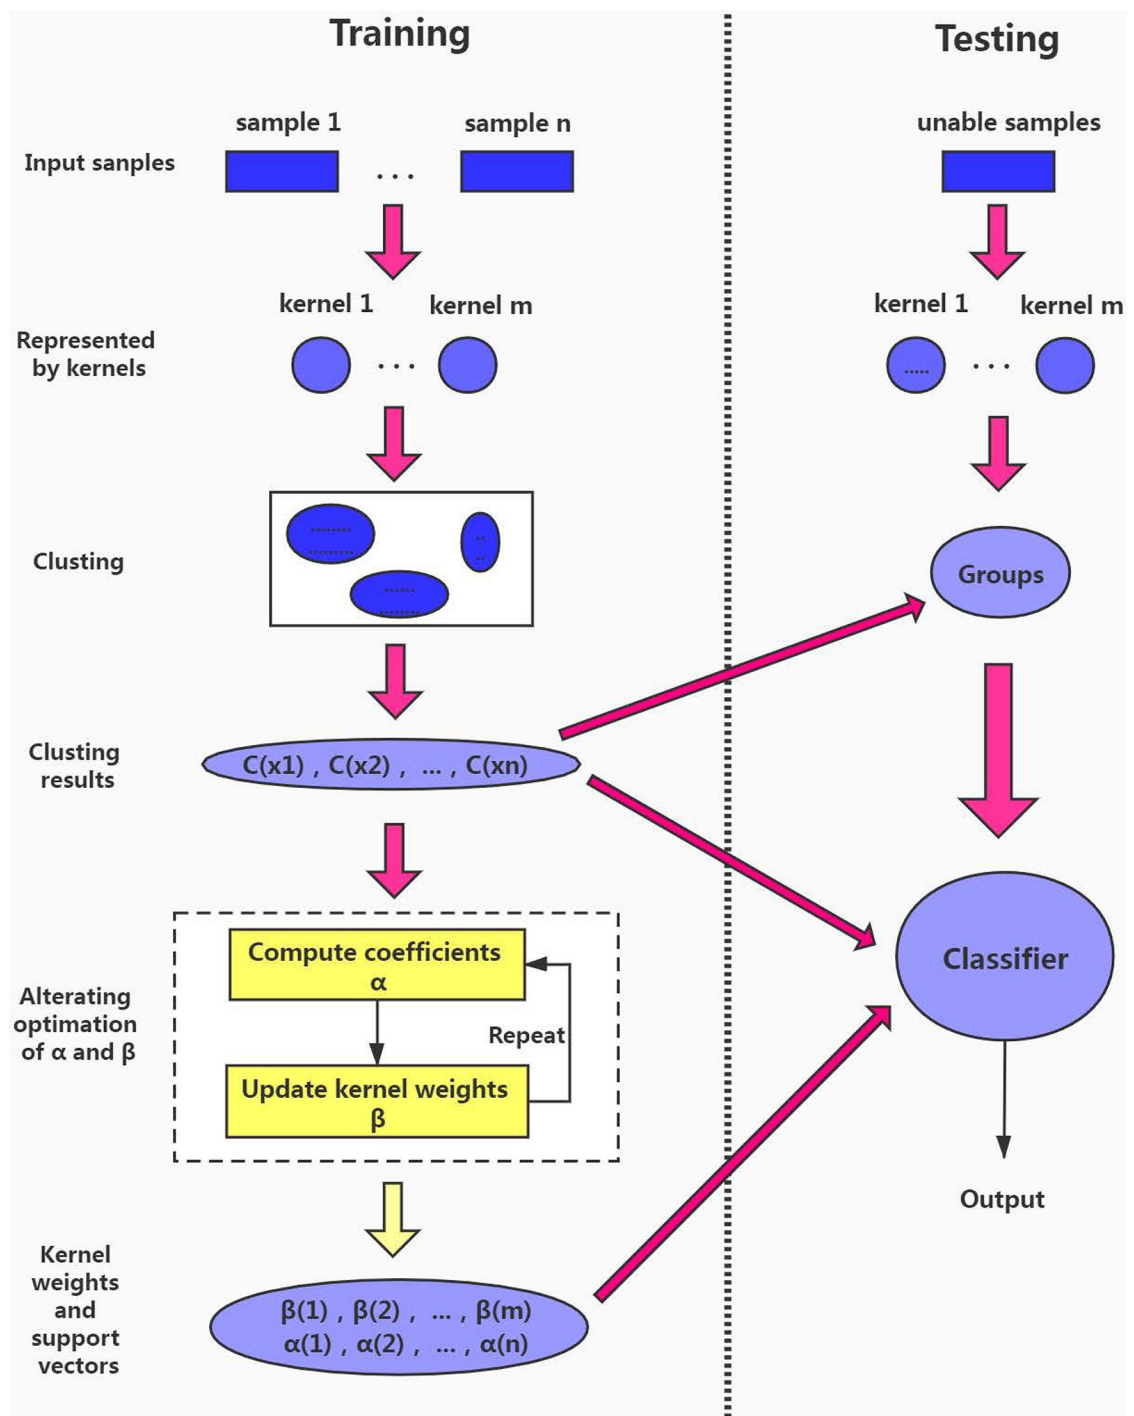 Training
Testing
sample 1
sample n
unable samples
Input sanples
...
kernel 1
kernel m
kernel 1
kernel m
Represented
by kernels
...
.....
...
Clusting
Groups
Clusting
results
C(x1) , C(x2) , ... , C(xn)
Compute coefficients
α
Classifier
Alterating
optimation
of α and β
Repeat
Update kernel weights
β
Output
Kernel
weights
and
support
vectors
β(1) , β(2) , ... , β(m)
α(1) , α(2) , ... , α(n)